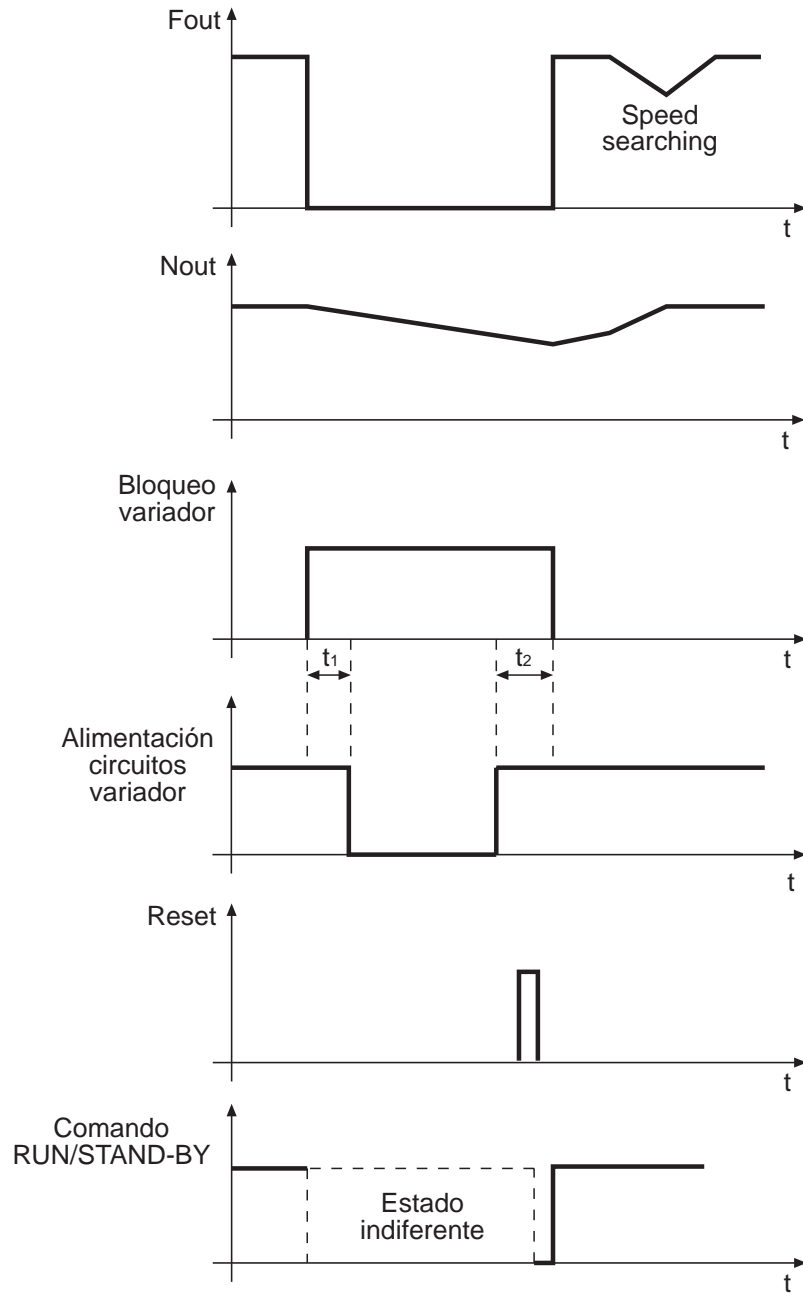 Fout
Speed
searching
t
Nout
t
Bloqueo
variador
t
t1
t2
Alimentación
circuitos
variador
t
Reset
t
Comando
RUN/STAND-BY
Estado
indiferente
t